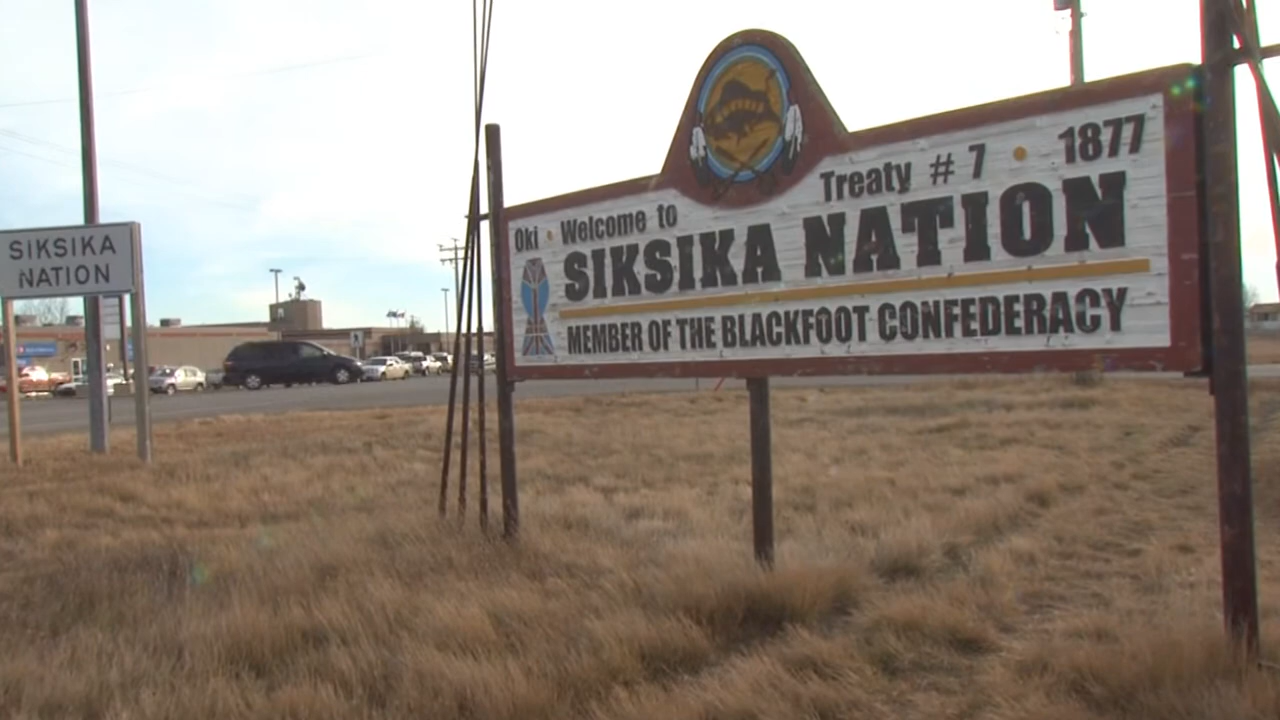 SIKSIKA
NATION
Treaty # 7 • 1877
Oki • Welcome to
SIKSIKA NATION
MEMBER OF THE BLACKFOOT CONFEDERACY